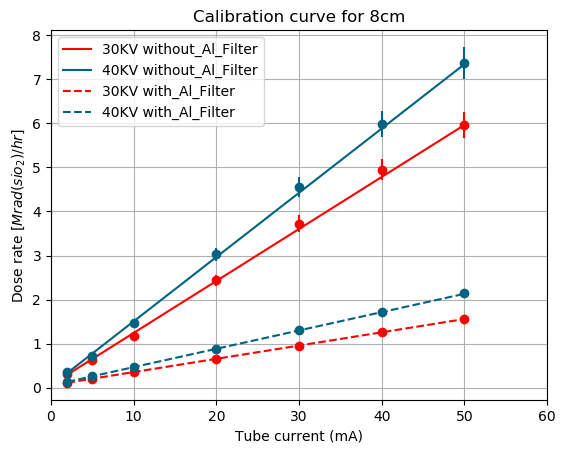 Calibration curve for 8cm
8
7
6
5
4
3
2
1
0
Dose rate [Mrad(sio₂)/hr]
30KV without_Al_Filter
40KV without_Al_Filter
30KV with_Al_Filter
40KV with_Al_Filter
0 10 20 30 40 50 60
Tube current (mA)